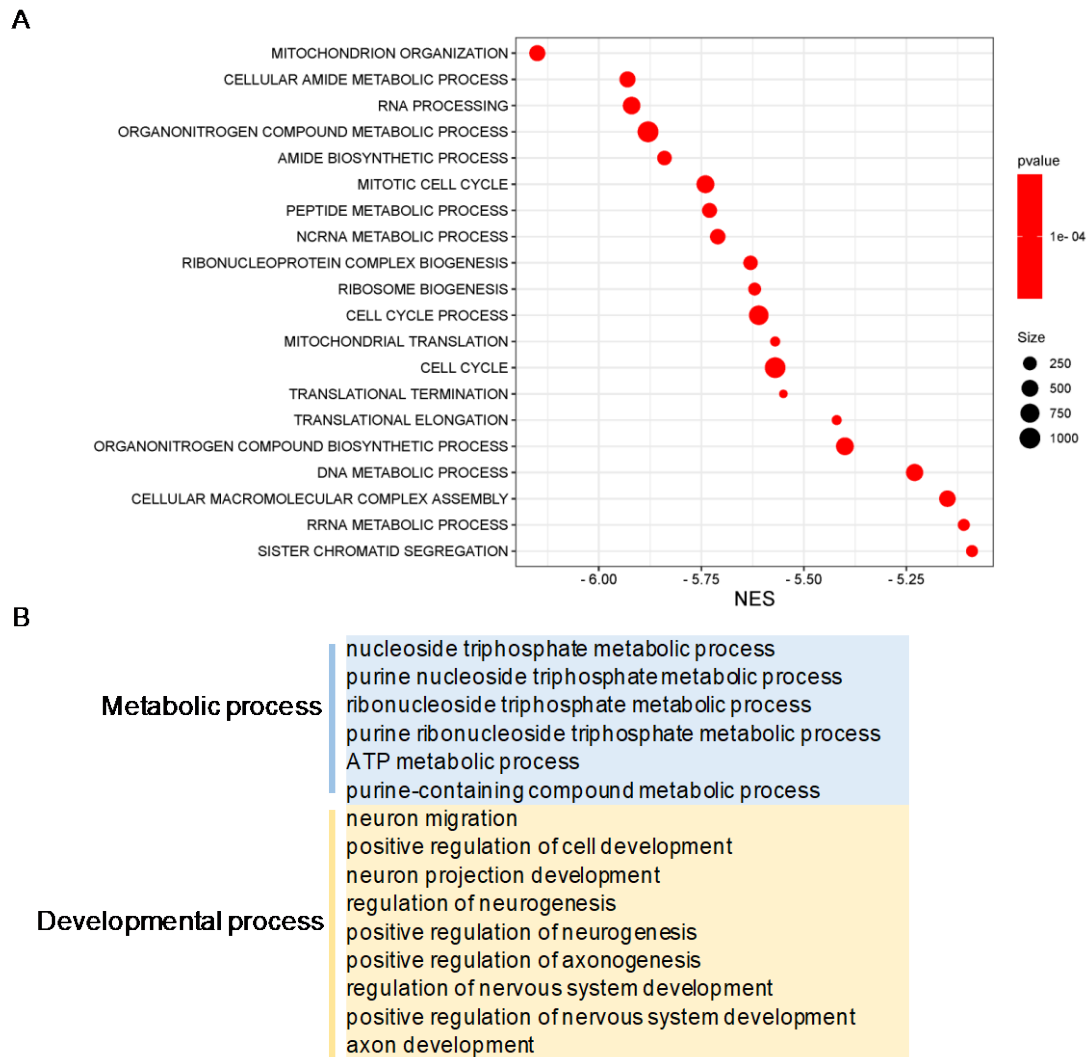 A
MITOCHONDRION ORGANIZATION
CELLULAR AMIDE METABOLIC PROCESS
RNA PROCESSING
ORGANONITROGEN COMPOUND METABOLIC PROCESS
AMIDE BIOSYNTHETIC PROCESS
MITOTIC CELL CYCLE
PEPTIDE METABOLIC PROCESS
NCRNA METABOLIC PROCESS
RIBONUCLEOPROTEIN COMPLEX BIOGENESIS
RIBOSOME BIOGENESIS
CELL CYCLE PROCESS
MITOCHONDRIAL TRANSLATION
CELL CYCLE
TRANSLATIONAL TERMINATION
TRANSLATIONAL ELONGATION
ORGANONITROGEN COMPOUND BIOSYNTHETIC PROCESS
DNA METABOLIC PROCESS
CELLULAR MACROMOLECULAR COMPLEX ASSEMBLY
RRNA METABOLIC PROCESS
SISTER CHROMATID SEGREGATION
- 6.00 - 5.75 - 5.50 - 5.25
NES
pvalue
1e- 04
Size
250
500
750
1000
B
Metabolic process
nucleoside triphosphate metabolic process
purine nucleoside triphosphate metabolic process
ribonucleoside triphosphate metabolic process
purine ribonucleoside triphosphate metabolic process
ATP metabolic process
purine-containing compound metabolic process
Developmental process
neuron migration
positive regulation of cell development
neuron projection development
regulation of neurogenesis
positive regulation of neurogenesis
positive regulation of axonogenesis
regulation of nervous system development
positive regulation of nervous system development
axon development